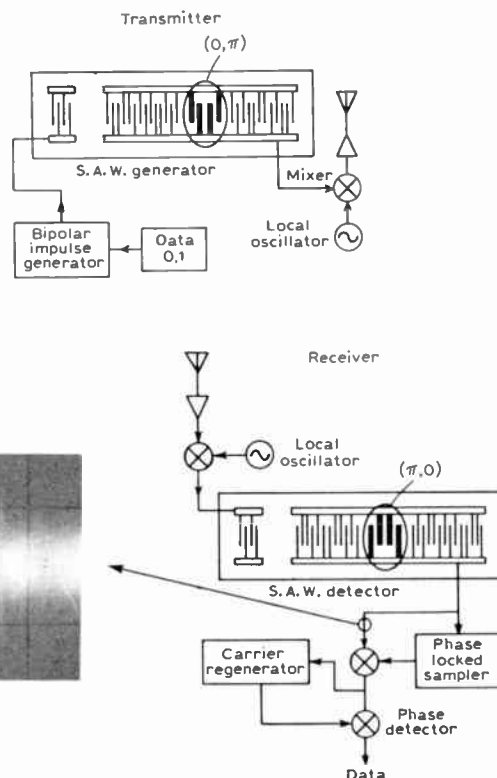 Transmitter
(0,π)
S.A.W. generator
Mixer
Bipolar
impulse
generator
Data
0,1
Local
oscillator
Receiver
Local
oscillator
(π,0)
S.A.W. detector
Carrier
regenerator
Phase
locked
sampler
Phase
detector
Data